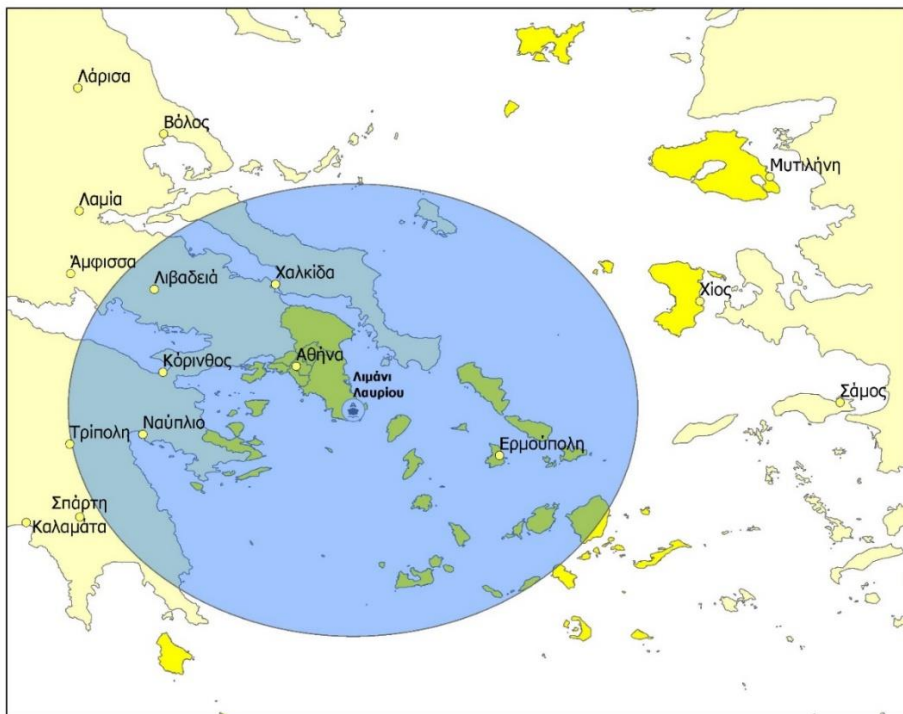 Λάρισα
Βόλος
Μυτιλήνη
Λαμία
Άμφισσα
Λιβαδειά
Χαλκίδα
Χίος
Κόρινθος
Αθήνα
Λιμάνι
Λαυρίου
Σάμος
Τρίπολη
Ναύπλιο
Ερμούπολη
Σπάρτη
Καλαμάτα